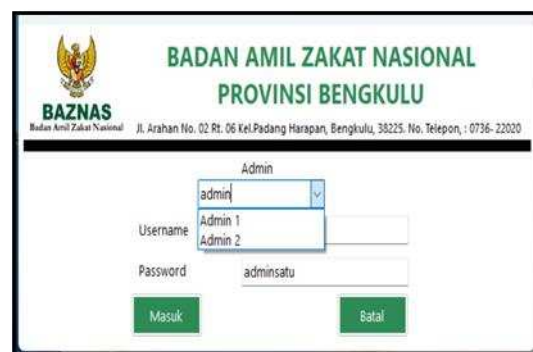 BADAN AMIL ZAKAT NASIONAL
PROVINSI BENGKULU
BAZNAS
Badan Amil Zakat Nasional
Jl. Arahan No. 02 Rt. 06 Kel.Padang Harapan, Bengkulu, 38225. No. Telepon, : 0736- 22020
Admin
admin
Admin 1
Username
Admin 2
Password
adminsatu
Masuk
Batal